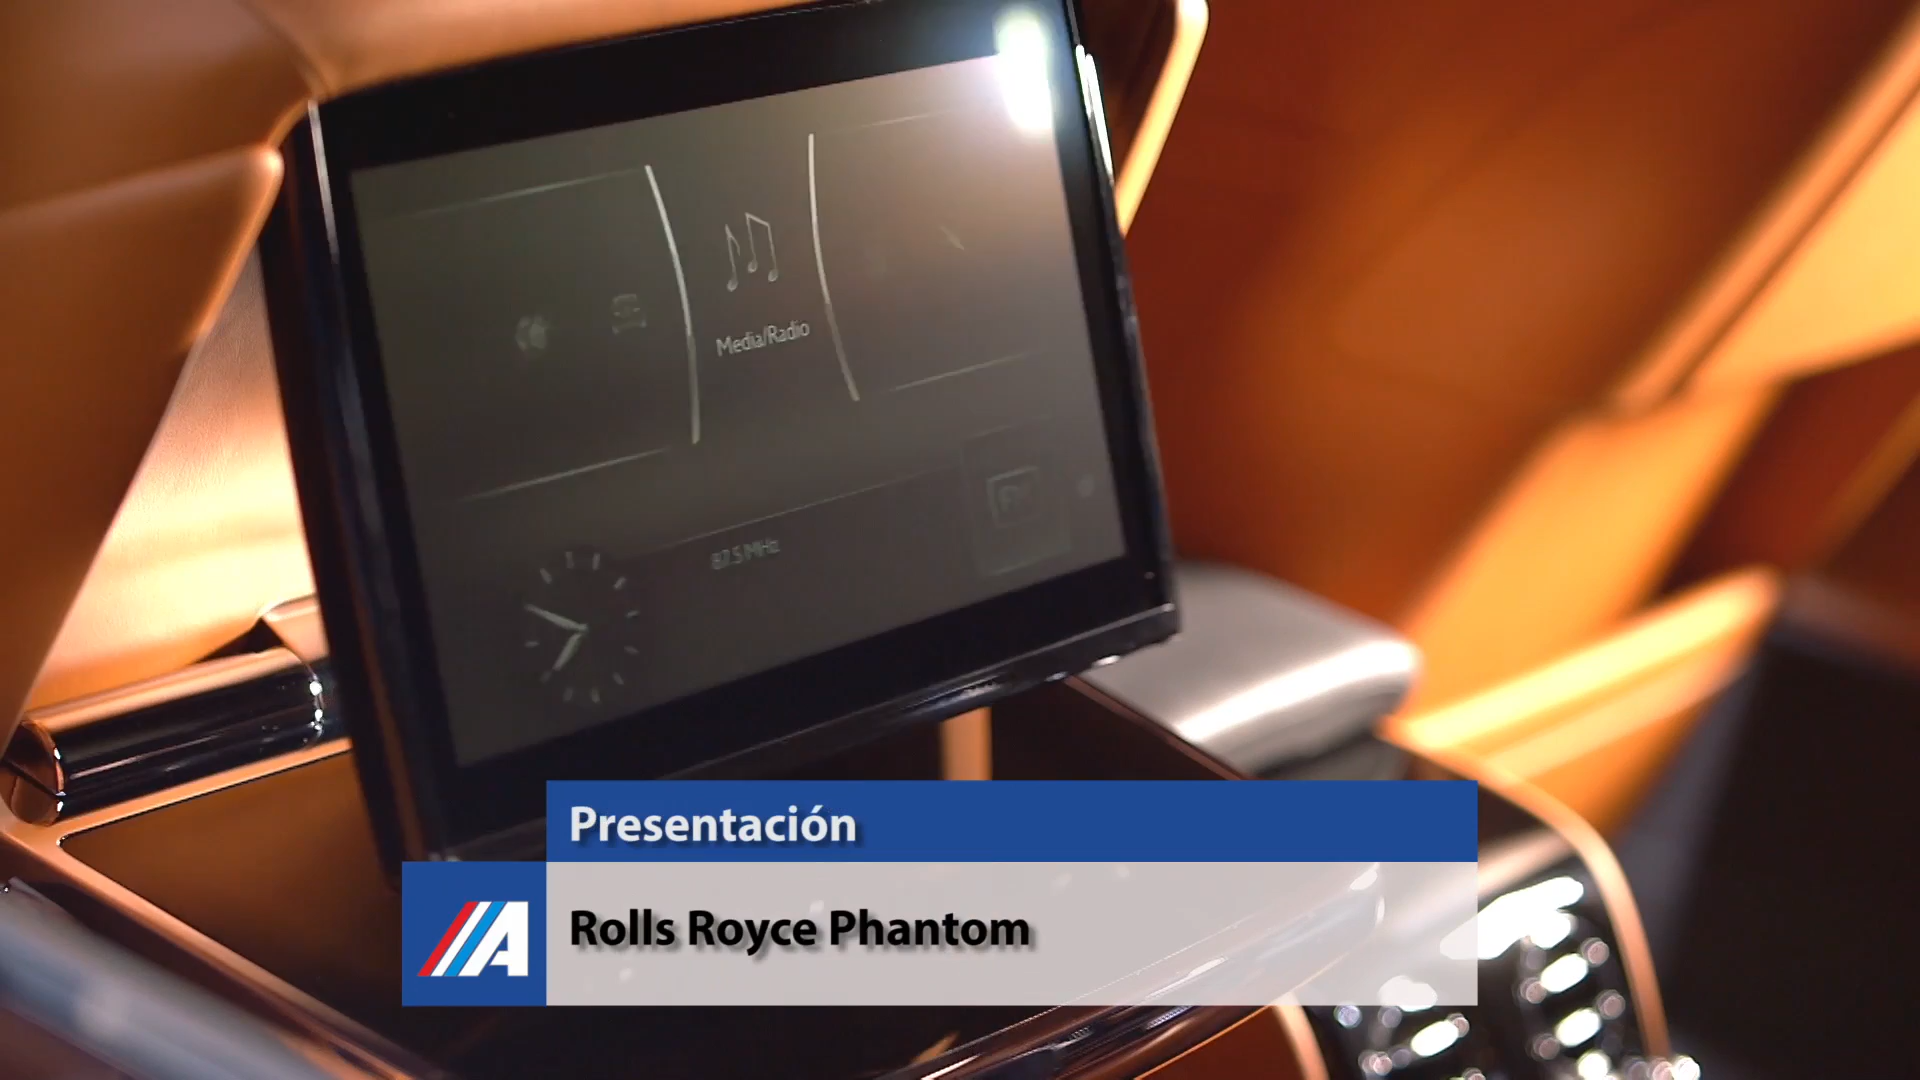 Media/Radio
87.5 MHz
Presentación
A
Rolls Royce Phantom